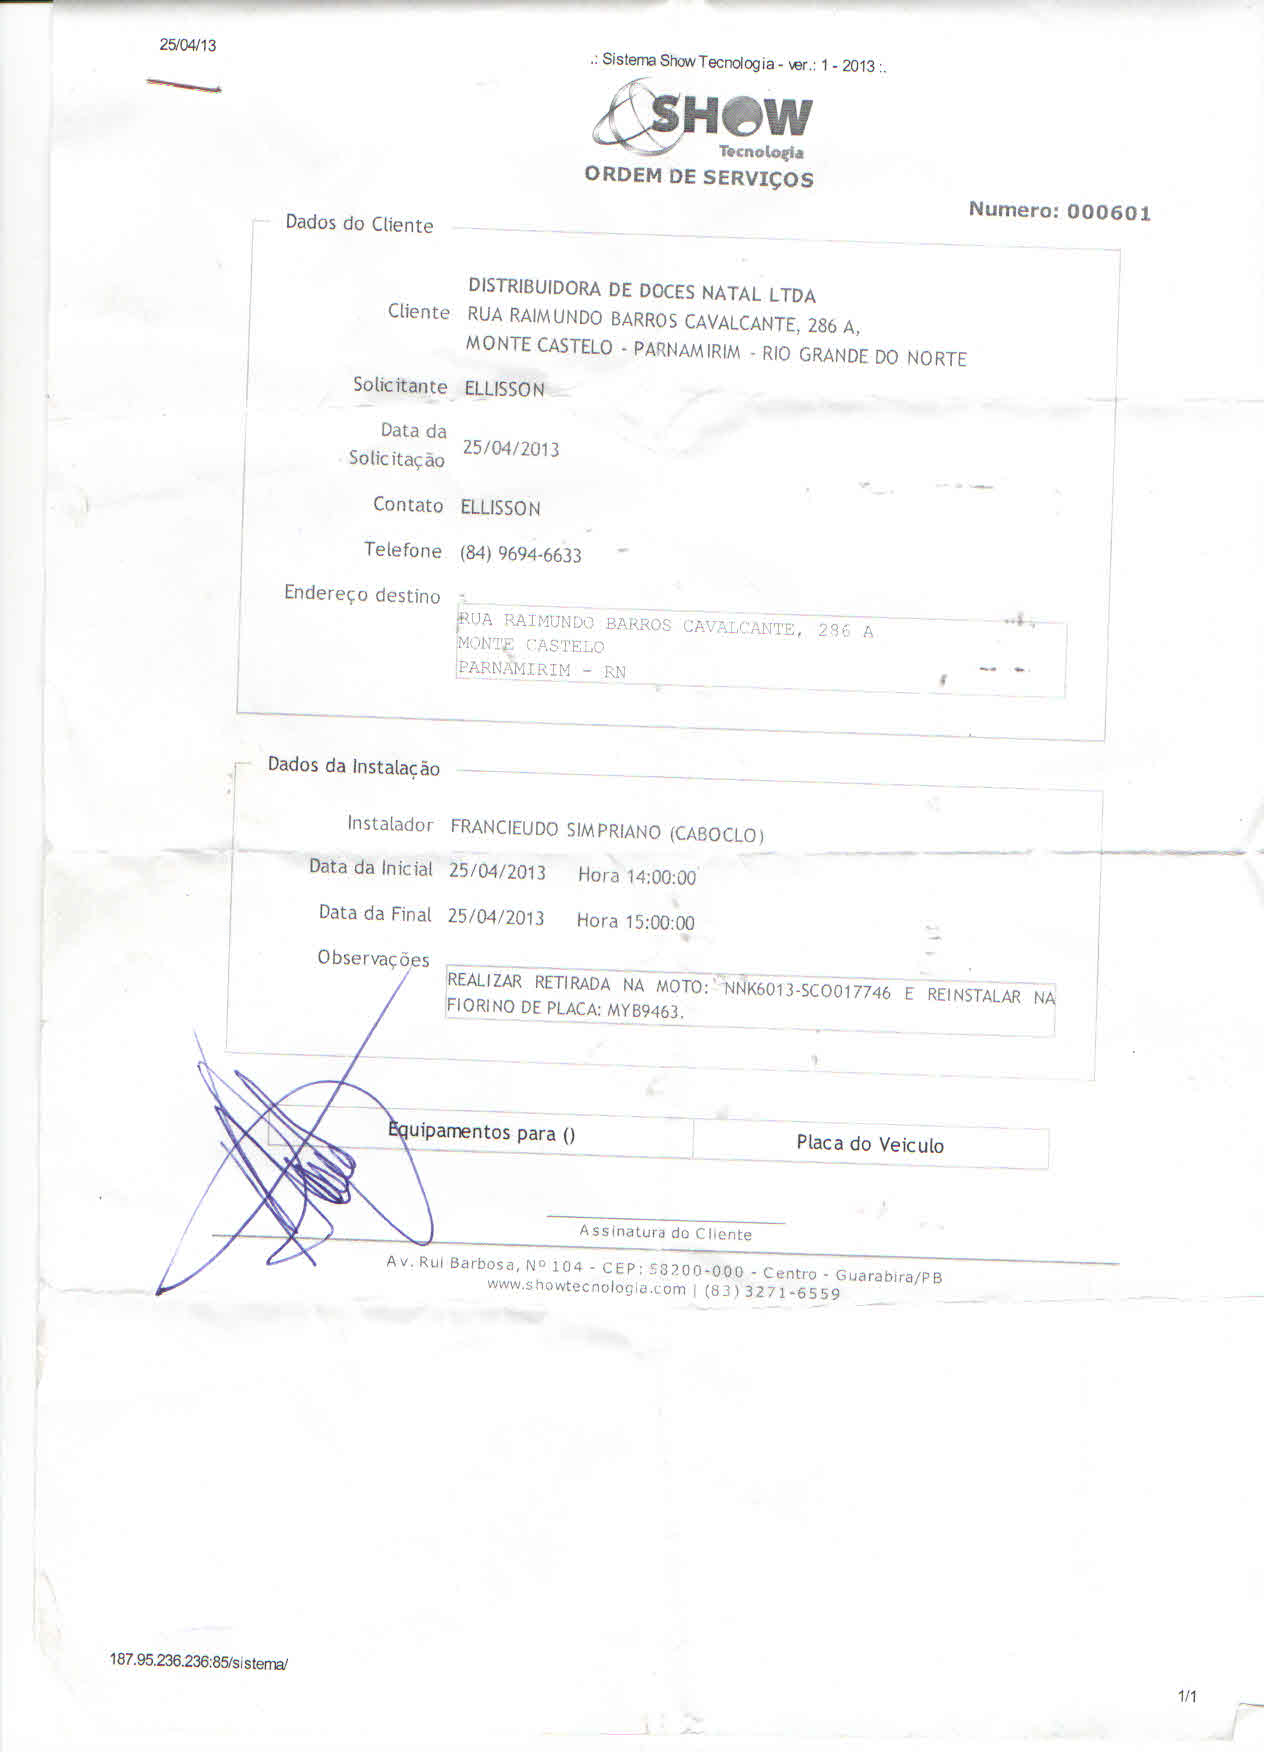 25/04/13
.: Sistema Show Tecnologia - ver.: 1 - 2013 :.
SHOW
Tecnologia
ORDEM DE SERVIÇOS
Numero: 000601
Dados do Cliente
DISTRIBUIDORA DE DOCES NATAL LTDA
Cliente RUA RAIMUNDO BARROS CAVALCANTE, 286 A,
MONTE CASTELO - PARNAMIRIM - RIO GRANDE DO NORTE
Solicitante ELLISSON
Data da
Solicitação 25/04/2013
Contato ELLISSON
Telefone (84) 9694-6633
Endereço destino
RUA RAIMUNDO BARROS CAVALCANTE, 286 A
MONTE CASTELO
PARNAMIRIM - RN
Dados da Instalação
Instalador FRANCIEUDO SIMPRIANO (CABOCLO)
Data da Inicial 25/04/2013 Hora 14:00:00
Data da Final 25/04/2013 Hora 15:00:00
Observações
REALIZAR RETIRADA NA MOTO: NNK6013-SCO017746 E REINSTALAR NA
FIORINO DE PLACA: MYB9463.
Equipamentos para () Placa do Veiculo
Assinatura do Cliente
Av. Rui Barbosa, Nº 104 - CEP: 58200-000 - Centro - Guarabira/PB
www.showtecnologia.com | (83) 3271-6559
187.95.236.236:85/sistema/
1/1